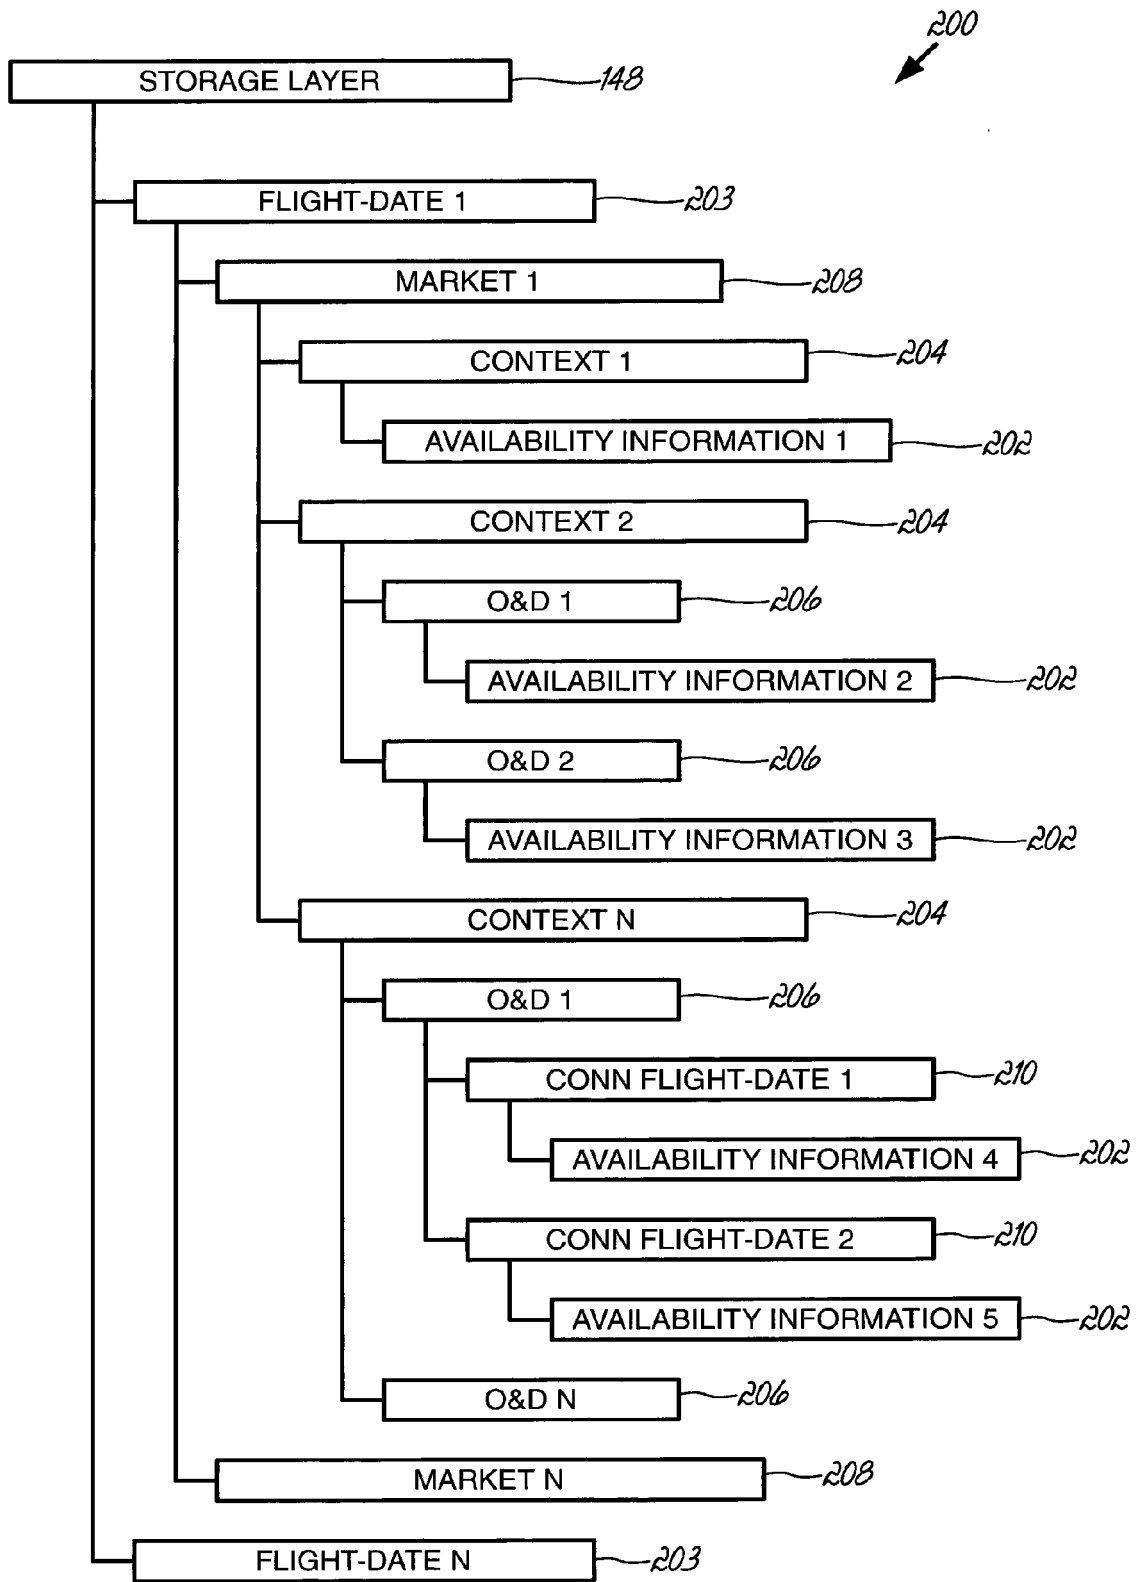 200
STORAGE LAYER 148
FLIGHT-DATE 1 203
MARKET 1 208
CONTEXT 1 204
AVAILABILITY INFORMATION 1 202
CONTEXT 2 204
O&D 1 206
AVAILABILITY INFORMATION 2 202
O&D 2 206
AVAILABILITY INFORMATION 3 202
CONTEXT N 204
O&D 1 206
CONN FLIGHT-DATE 1 210
AVAILABILITY INFORMATION 4 202
CONN FLIGHT-DATE 2 210
AVAILABILITY INFORMATION 5 202
O&D N 206
MARKET N 208
FLIGHT-DATE N 203